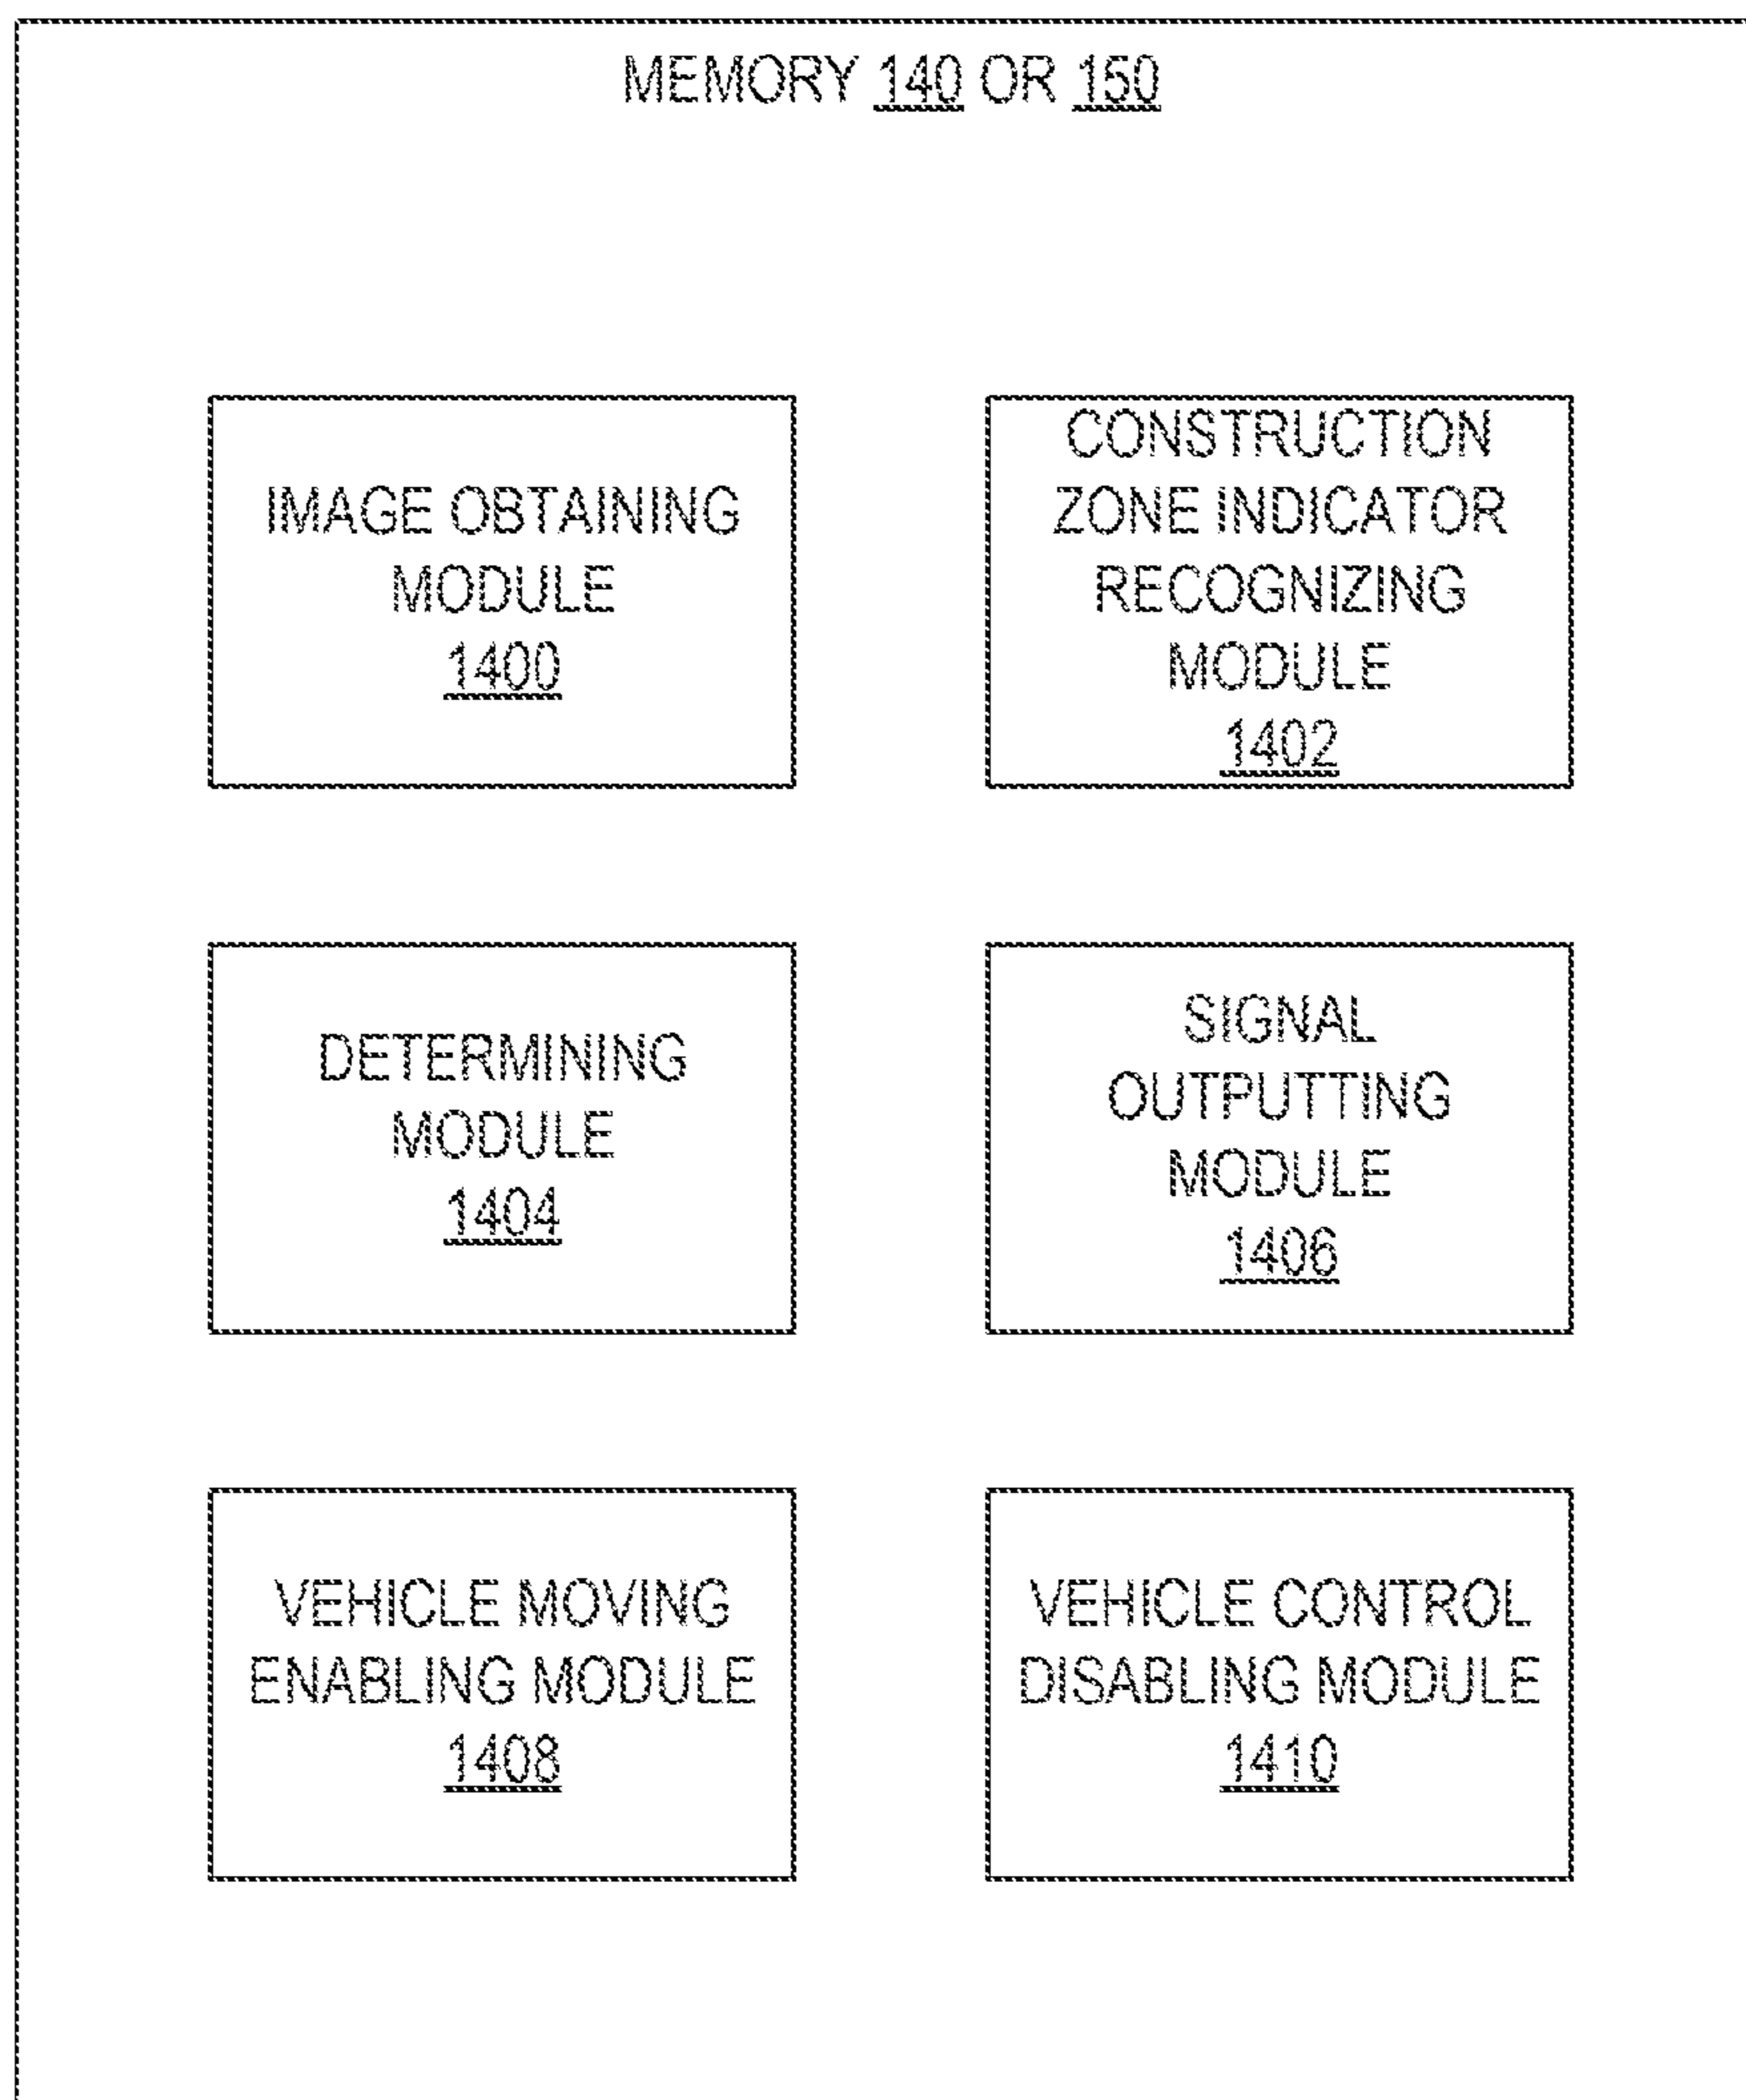 MEMORY 140 OR 150
IMAGE OBTAINING
MODULE
1400
CONSTRUCTION
ZONE INDICATOR
RECOGNIZING
MODULE
1402
DETERMINING
MODULE
1404
SIGNAL
OUTPUTTING
MODULE
1406
VEHICLE MOVING
ENABLING MODULE
1408
VEHICLE CONTROL
DISABLING MODULE
1410